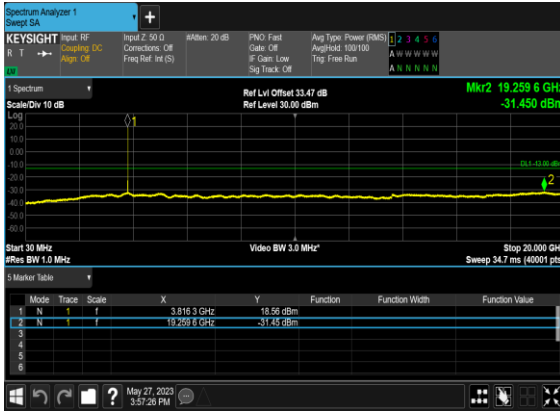 Spectrum Analyzer 1
Swept SA
+
KEYSIGHT Input: RF Input Z: 50 Ω #Atten: 20 dB PNO: Fast Avg Type: Power (RMS) 1 2 3 4 5 6
R T Coupling: DC Corrections: Off Gate: Off Avg|Hold: 100/100 A W W W W W
Align: Off Freq Ref: Int (S) IF Gain: Low Trig: Free Run
LXI Sig Track: Off A N N N N N
1 Spectrum Ref Lvl Offset 33.47 dB Mkr2 19.259 6 GHz
Scale/Div 10 dB Ref Level 30.00 dBm -31.450 dBm
Log
20.0
10.0
0.00
-10.0
-20.0
-30.0
-40.0
-50.0
-60.0
1
DL1 -13.00 dBm
2
Start 30 MHz Video BW 3.0 MHz* Stop 20.000 GHz
#Res BW 1.0 MHz Sweep 34.7 ms (40001 pts)
5 Marker Table
Mode Trace Scale X Y Function Function Width Function Value
1 N 1 f 3.816 3 GHz 18.56 dBm
2 N 1 f 19.259 6 GHz -31.45 dBm
3
4
5
6
? May 27, 2023
3:57:26 PM